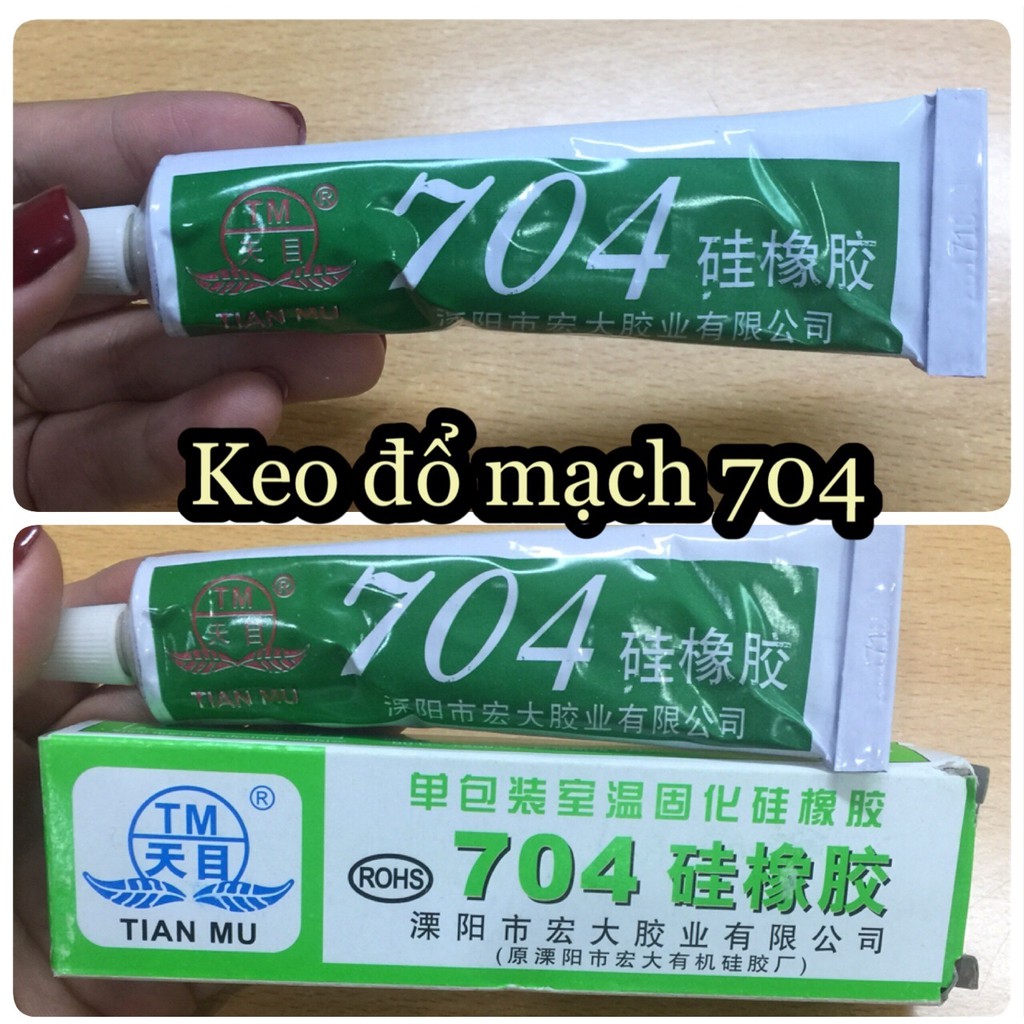 TM
天目
®
TIAN MU
704 硅橡胶
溧阳市宏大胶业有限公司
Keo đổ mạch 704
TM
天目
®
TIAN MU
704 硅橡胶
溧阳市宏大胶业有限公司
TM
天目
®
TIAN MU
单包装室温固化硅橡胶
ROHS
704 硅橡胶
溧阳市宏大胶业有限公司
(原溧阳市宏大有机硅胶厂)